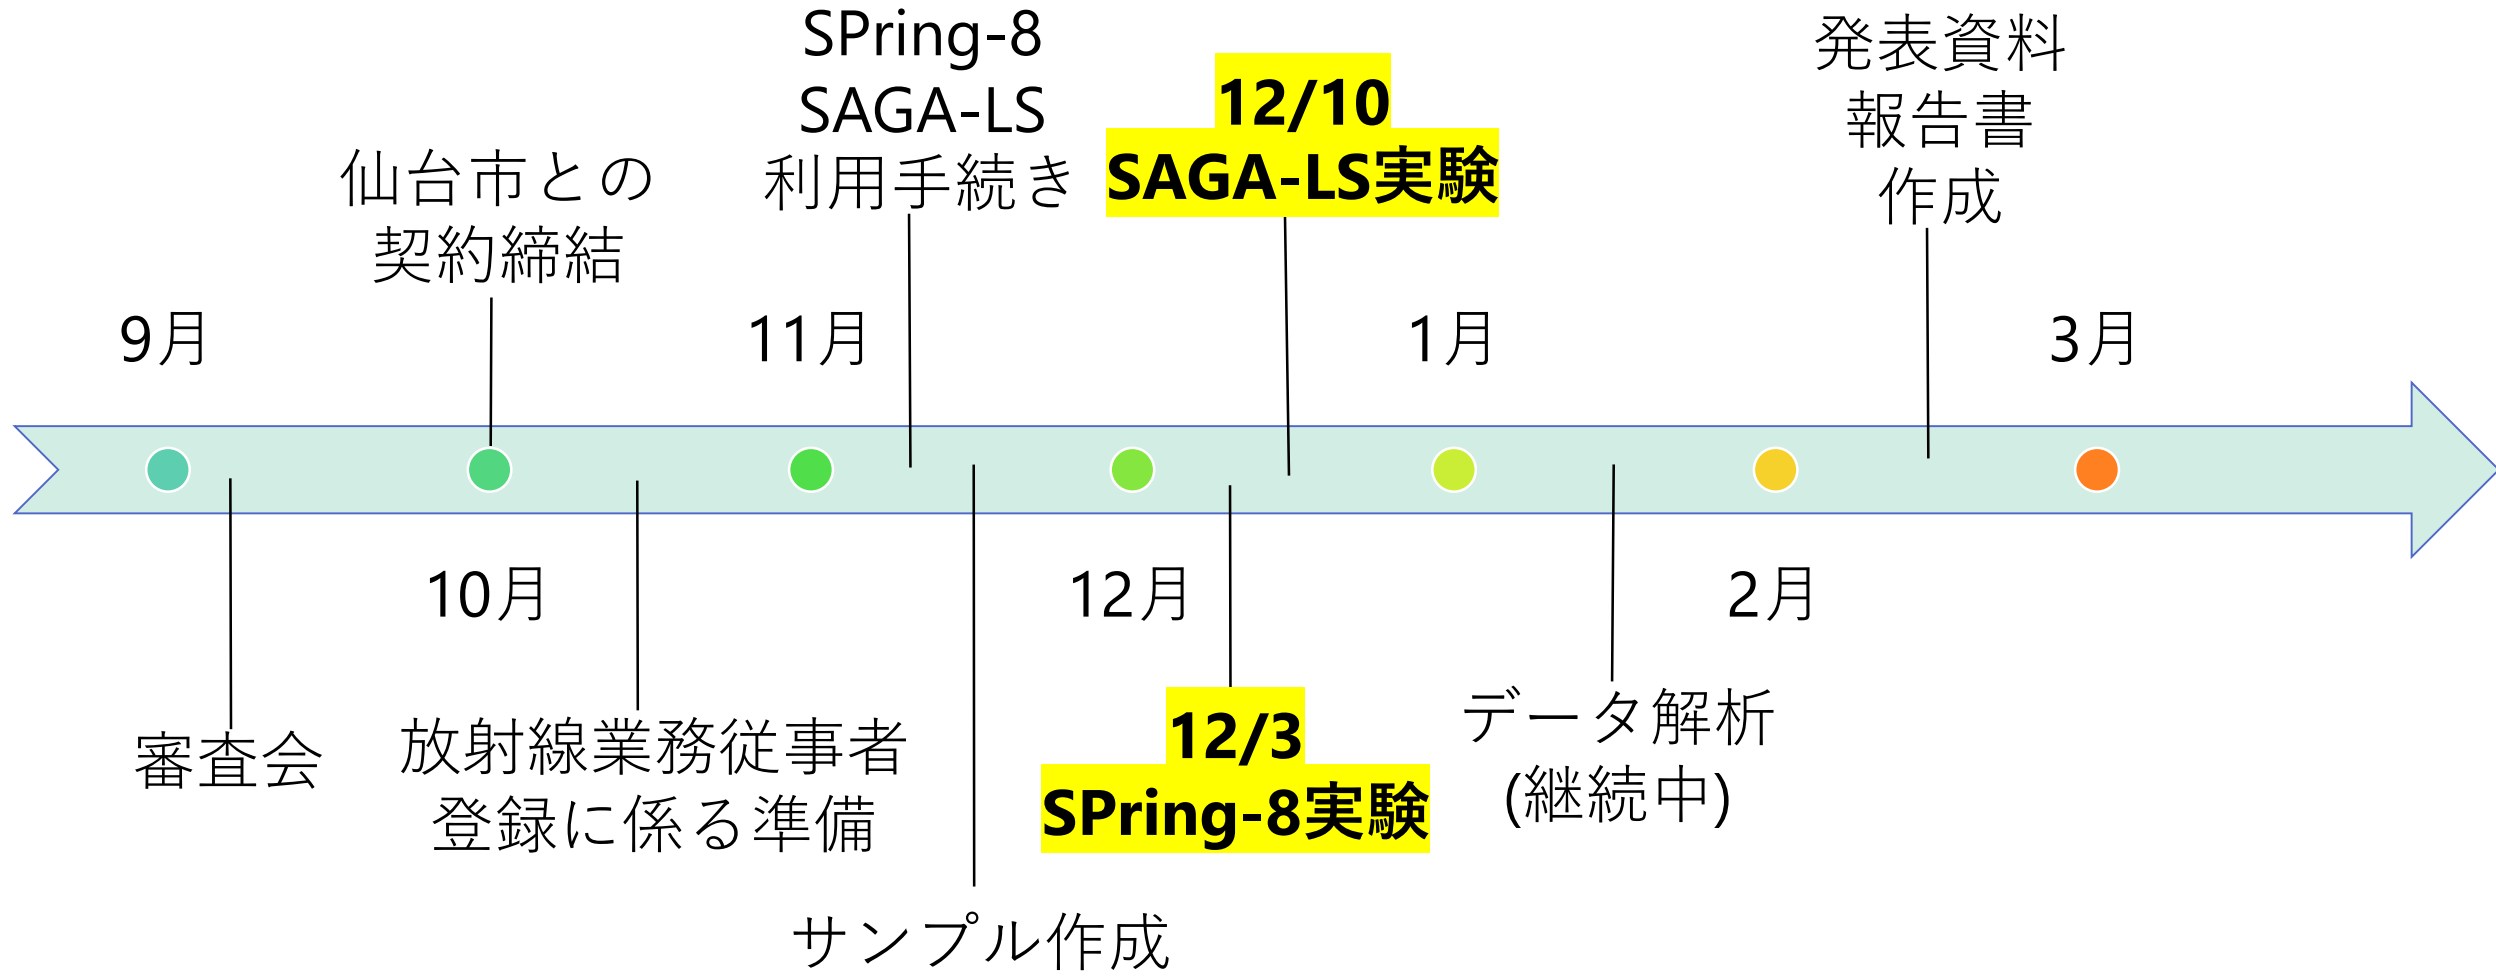 SPring-8
SAGA-LS
利用手続き
12/10
SAGA-LS実験
発表資料
報告書
作成
仙台市との
契約締結
9月
11月
1月
3月
10月
12月
2月
審査会
放射線業務従事者
登録に係る準備
12/3
SPring-8実験
データ解析
(継続中)
サンプル作成